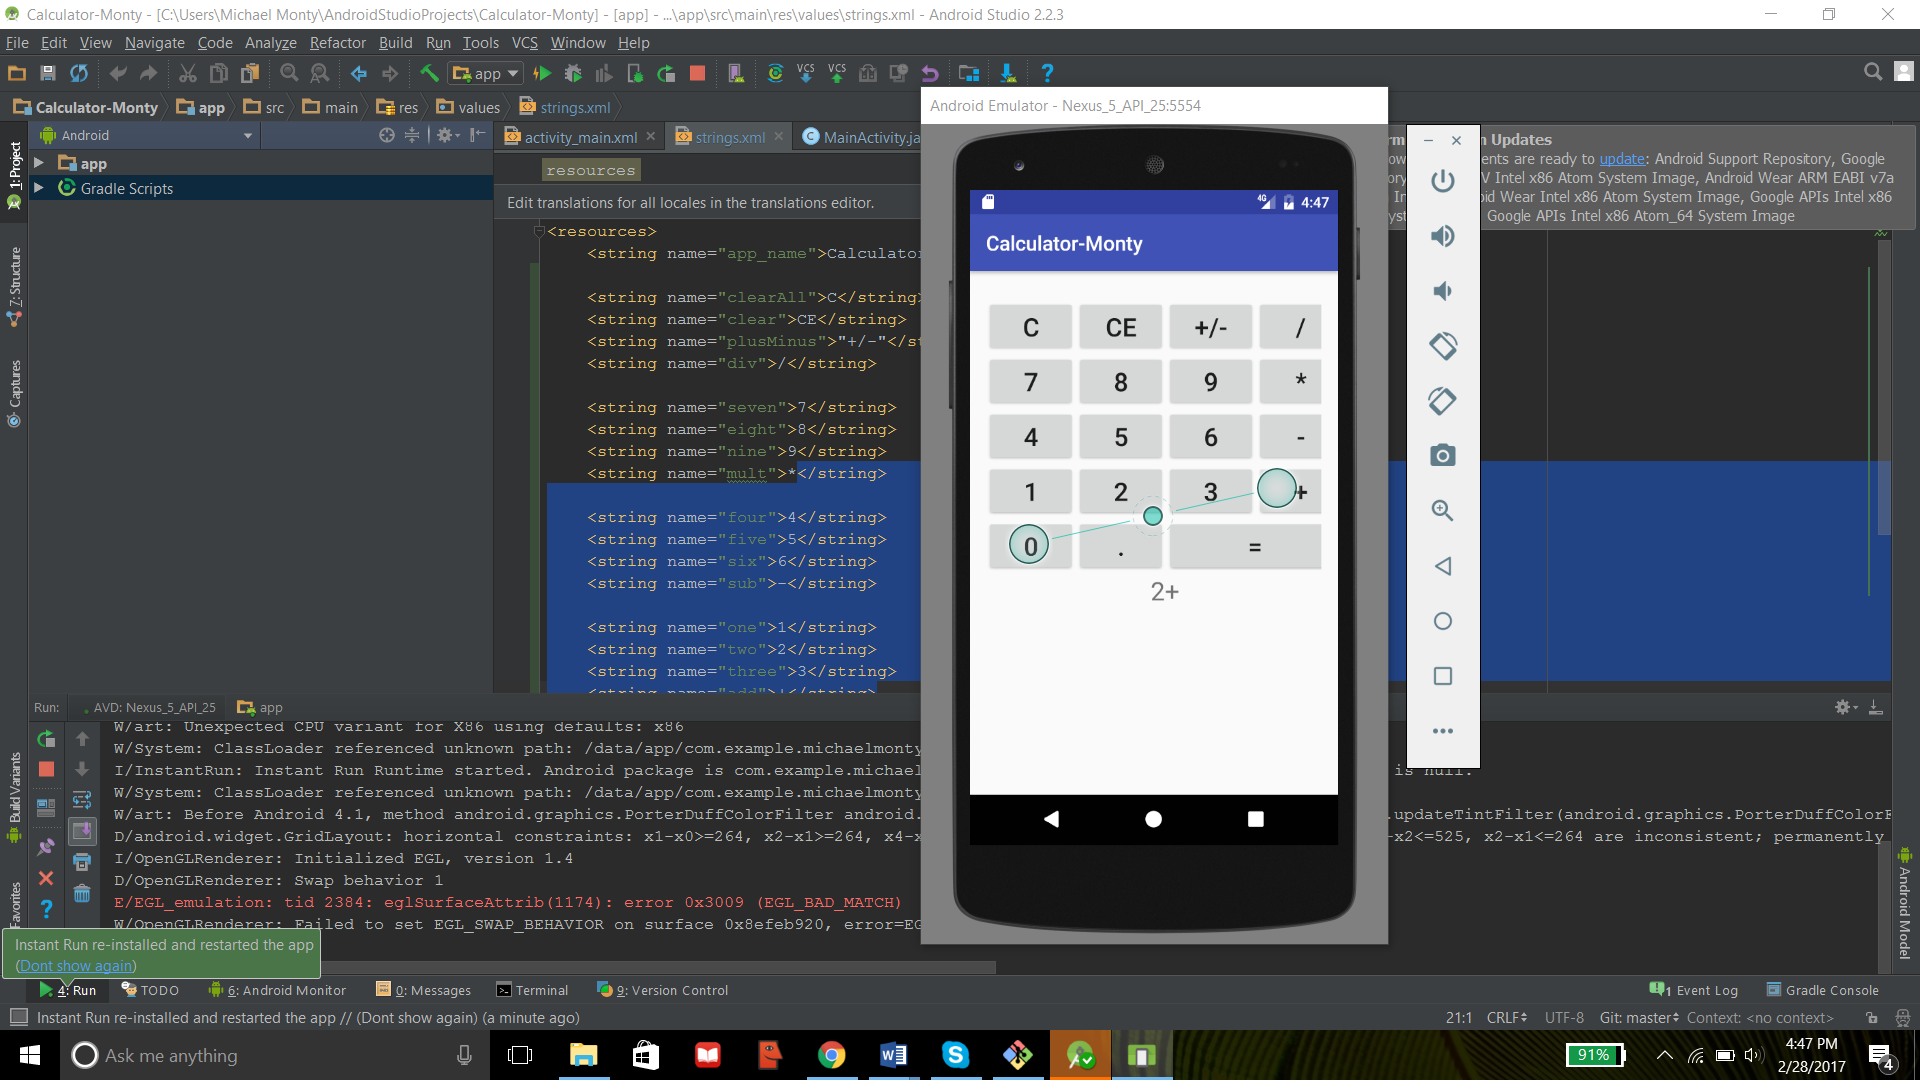 Calculator-Monty - [C:\Users\Michael Monty\AndroidStudioProjects\Calculator-Monty] - [app] - ...\app\src\main\res\values\strings.xml - Android Studio 2.2.3
File Edit View Navigate Code Analyze Refactor Build Run Tools VCS Window Help
app
VCS VCS
Calculator-Monty app src main res values strings.xml
Android Emulator - Nexus_5_API_25:5554
Android
activity_main.xml strings.xml MainActivity.ja
app
Gradle Scripts
1: Project
7: Structure
Captures
Build Variants
Favorites
resources
Edit translations for all locales in the translations editor.
Updates
ents are ready to update: Android Support Repository, Google
V Intel x86 Atom System Image, Android Wear ARM EABI v7a
id Wear Intel x86 Atom System Image, Google APIs Intel x86
Google APIs Intel x86 Atom_64 System Image
<resources>
<string name="app_name">Calculator
<string name="clearAll">C</string>
<string name="clear">CE</string>
<string name="plusMinus">"+/-"</st
<string name="div">/</string>
<string name="seven">7</string>
<string name="eight">8</string>
<string name="nine">9</string>
<string name="mult">*</string>
<string name="four">4</string>
<string name="five">5</string>
<string name="six">6</string>
<string name="sub">-</string>
<string name="one">1</string>
<string name="two">2</string>
<string name="three">3</string>
<string name="add">+</string>
4G 4:47
Calculator-Monty
C CE +/- /
7 8 9 *
4 5 6 -
1 2 3 +
0 . =
2+
Run: AVD: Nexus_5_API_25 app
W/art: Unexpected CPU variant for X86 using defaults: x86
W/System: ClassLoader referenced unknown path: /data/app/com.example.michaelmonty
I/InstantRun: Instant Run Runtime started. Android package is com.example.michael is null.
W/System: ClassLoader referenced unknown path: /data/app/com.example.michaelmonty
W/art: Before Android 4.1, method android.graphics.PorterDuffColorFilter android. .updateTintFilter(android.graphics.PorterDuffColorF
D/android.widget.GridLayout: horizontal constraints: x1-x0>=264, x2-x1>=264, x4-x -x2<=525, x2-x1<=264 are inconsistent; permanently
I/OpenGLRenderer: Initialized EGL, version 1.4
D/OpenGLRenderer: Swap behavior 1
E/EGL_emulation: tid 2384: eglSurfaceAttrib(1174): error 0x3009 (EGL_BAD_MATCH)
W/OpenGLRenderer: Failed to set EGL_SWAP_BEHAVIOR on surface 0x8efeb920, error=EG
Android Model
Instant Run re-installed and restarted the app
(Dont show again)
4: Run TODO 6: Android Monitor 0: Messages Terminal 9: Version Control 1 Event Log Gradle Console
Instant Run re-installed and restarted the app // (Dont show again) (a minute ago) 21:1 CRLF UTF-8 Git: master Context: <no context>
Ask me anything
91%
4:47 PM
2/28/2017
4